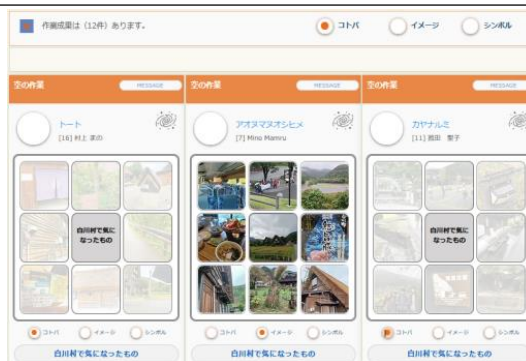 作業成果は（12件）あります。
コトバ
イメージ
シンボル
空の作業
MESSAGE
空の作業
MESSAGE
空の作業
MESSAGE
トート
[16] 村上 まの
アオヌマヌオシヒメ
[7] Mino Mamru
カヤナルミ
[11] 飯田 聖子
白川村で気に
なったもの
白川村で気に
なったもの
コトバ
イメージ
シンボル
コトバ
イメージ
シンボル
コトバ
イメージ
シンボル
白川村で気になったもの
白川村で気になったもの
白川村で気になったもの